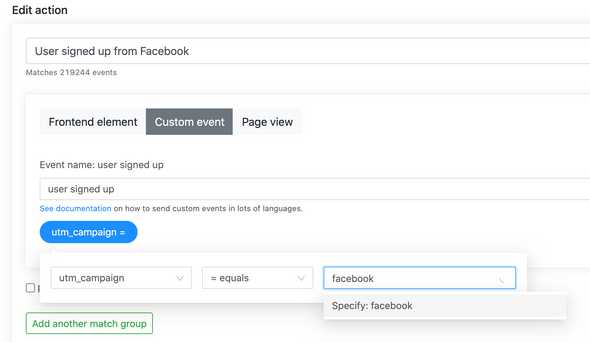 Edit action
User signed up from Facebook
Matches 219244 events
Frontend element Custom event Page view
Event name: user signed up
user signed up
See documentation on how to send custom events in lots of languages.
utm_campaign =
utm_campaign = equals facebook
Specify: facebook
Add another match group